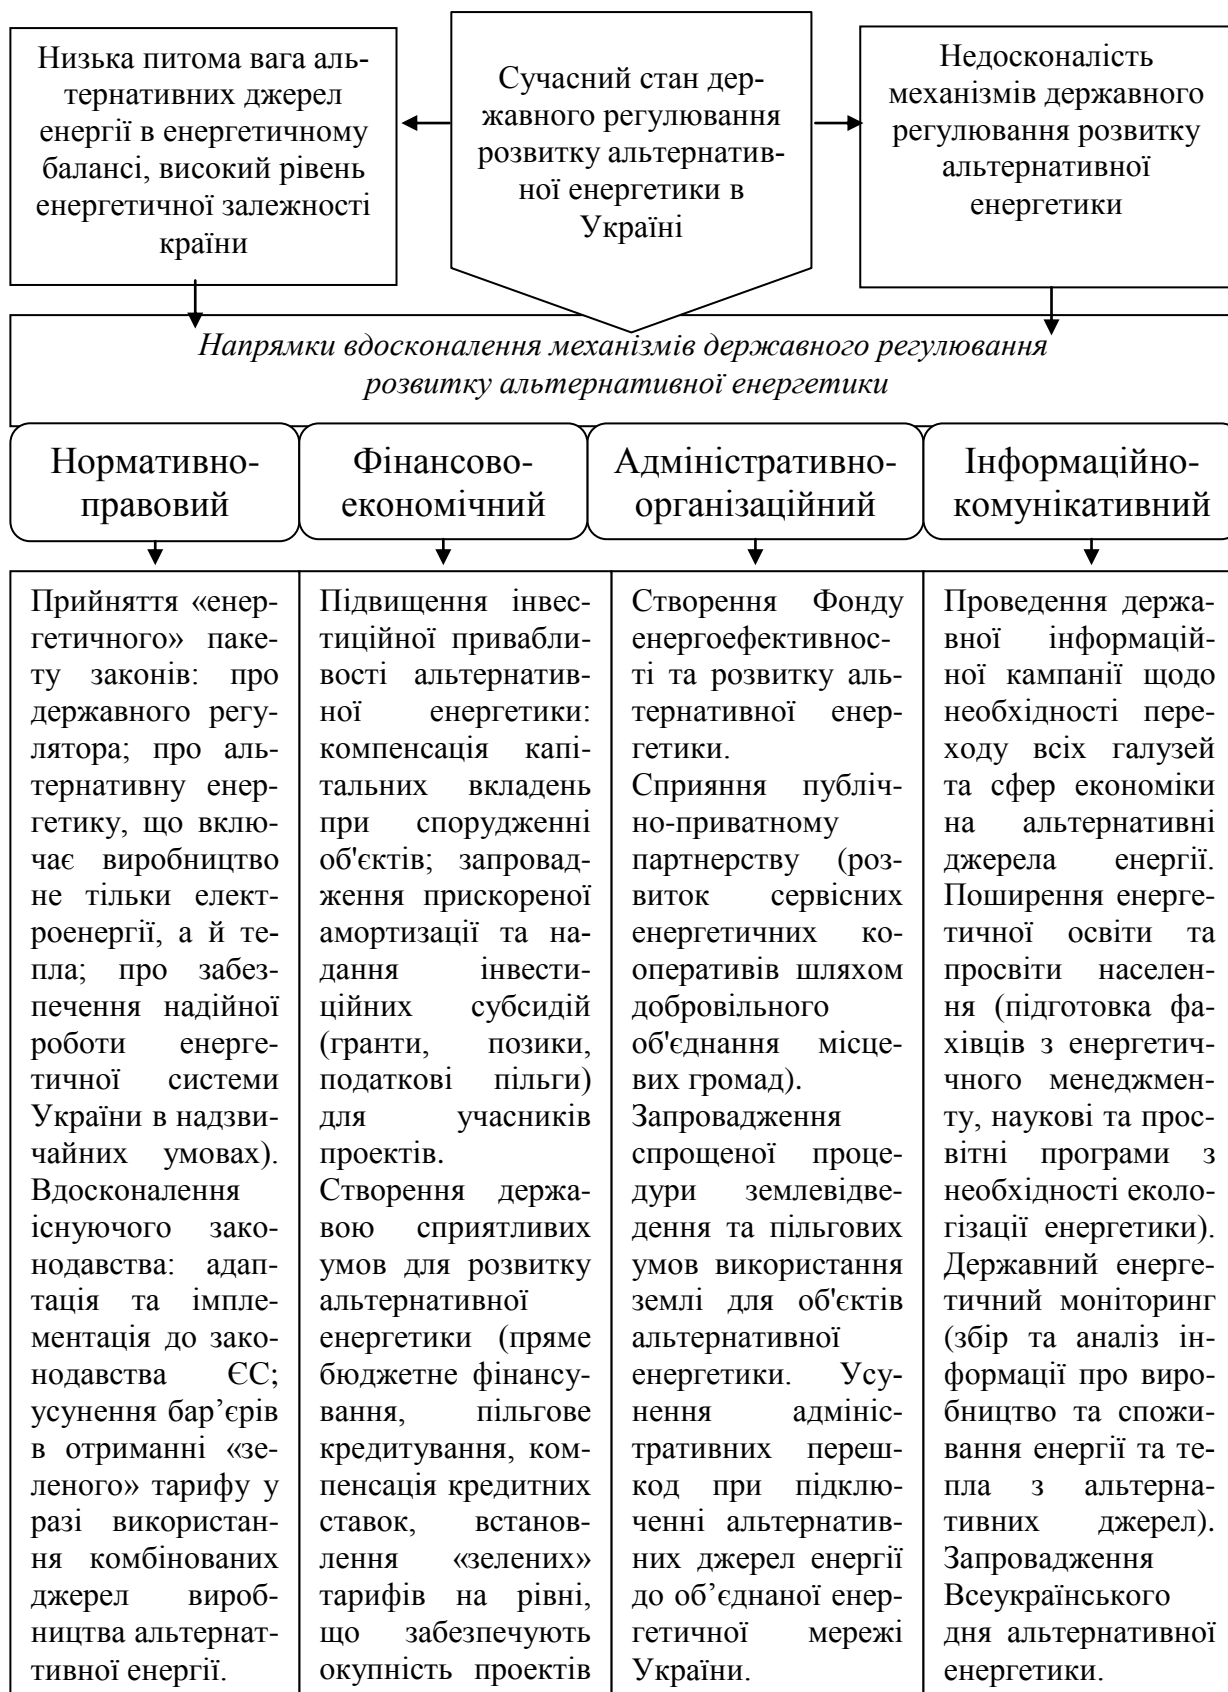 Низька питома вага аль-
тернативних джерел
енергії в енергетичному
балансі, високий рівень
енергетичної залежності
країни
Сучасний стан дер-
жавного регулювання
розвитку альтернатив-
ної енергетики в
Україні
Недосконалість
механізмів державного
регулювання розвитку
альтернативної
енергетики
Напрямки вдосконалення механізмів державного регулювання
розвитку альтернативної енергетики
Нормативно-
правовий
Фінансово-
економічний
Адміністративно-
організаційний
Інформаційно-
комунікативний
Прийняття «енер-
гетичного» паке-
ту законів: про
державного регу-
лятора; про аль-
тернативну енер-
гетику, що вклю-
чає виробництво
не тільки елект-
роенергії, а й те-
пла; про забез-
печення надійної
роботи енерге-
тичної системи
України в надзви-
чайних умовах).
Вдосконалення
існуючого зако-
нодавства: адап-
тація та імпле-
ментація до зако-
нодавства ЄС;
усунення бар’єрів
в отриманні «зе-
леного» тарифу у
разі використан-
ня комбінованих
джерел вироб-
ництва альтернат-
тивної енергії.
Підвищення інвес-
тиційної привабли-
вості альтернатив-
ної енергетики:
компенсація капі-
тальних вкладень
при спорудженні
об'єктів; запровад-
ження прискореної
амортизації та на-
дання інвести-
ційних субсидій
(гранти, позики,
податкові пільги)
для учасників
проектів.
Створення держа-
вою сприятливих
умов для розвитку
альтернативної
енергетики (пряме
бюджетне фінансу-
вання, пільгове
кредитування, ком-
пенсація кредитних
ставок, встанов-
лення «зелених»
тарифів на рівні,
що забезпечують
окупність проектів
Створення Фонду
енергоефективнос-
ті та розвитку аль-
тернативної енер-
гетики.
Сприяння публіч-
но-приватному
партнерству (роз-
виток сервісних
енергетичних ко-
оперативів шляхом
добровільного
об'єднання місце-
вих громад).
Запровадження
спрощеної проце-
дури землевідве-
дення та пільгових
умов використання
землі для об'єктів
альтернативної
енергетики. Усу-
нення адмініс-
тративних переш-
код при підклю-
ченні альтернатив-
них джерел енергії
до об’єднаної енер-
гетичної мережі
України.
Проведення держа-
вної інформацій-
ної кампанії щодо
необхідності пере-
ходу всіх галузей
та сфер економіки
на альтернативні
джерела енергії.
Поширення енерге-
тичної освіти та
просвіти населен-
ня (підготовка фа-
хівців з енергетич-
чного менеджмен-
ту, наукові та прос-
вітні програми з
необхідності еколо-
гізації енергетики).
Державний енерге-
тичний моніторинг
(збір та аналіз ін-
формації про виро-
бництво та спожи-
вання енергії та те-
пла з альтерна-
тивних джерел).
Запровадження
Всеукраїнського
дня альтернативної
енергетики.